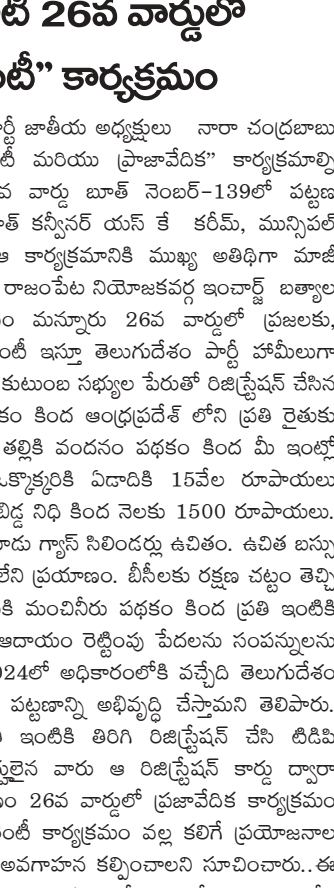 26వ వార్డులో
కార్యక్రమం
జాతీయ అధ్యక్షులు నారా చంద్రబాబు
మరియు ప్రాజావేదిక" కార్యక్రమాల్ని
వ వార్డు బూత్ నెంబర్-139లో పట్టణ
కన్వీనర్ యస్ కే కరీమ్, మున్సిపల్
ఆ కార్యక్రమానికి ముఖ్య అతిథిగా మాజీ
రాజంపేట నియోజకవర్గ ఇంచార్జ్ బత్యాల
మన్నూరు 26వ వార్డులో ప్రజలకు,
ఇస్తూ తెలుగుదేశం పార్టీ హామీలుగా
కుటుంబ సభ్యుల పేరుతో రిజిస్ట్రేషన్ చేసిన
కింద ఆంధ్రప్రదేశ్ లోని ప్రతి రైతుకు
తల్లికి వందనం పథకం కింద మీ ఇంట్లో
ఒక్కొక్కరికి ఏడాదికి 15వేల రూపాయలు
బిడ్డ నిధి కింద నెలకు 1500 రూపాయలు.
గ్యాస్ సిలిండర్లు ఉచితం. ఉచిత బస్సు
లేని ప్రయాణం. బీసీలకు రక్షణ చట్టం తెచ్చి
కి మంచినీరు పథకం కింద ప్రతి ఇంటికి
ఆదాయం రెట్టింపు పేదలను సంపన్నులను
24లో అధికారంలోకి వచ్చేది తెలుగుదేశం
పట్టణాన్ని అభివృద్ధి చేస్తామని తెలిపారు.
ఇంటికి తిరిగి రిజిస్ట్రేషన్ చేసి టిడిపి
వారు ఆ రిజిస్ట్రేషన్ కార్డు ద్వారా
26వ వార్డులో ప్రజావేదిక కార్యక్రమం
కార్యక్రమం వల్ల కలిగే ప్రయోజనాల
అవగాహన కల్పించాలని సూచించారు..ఈ